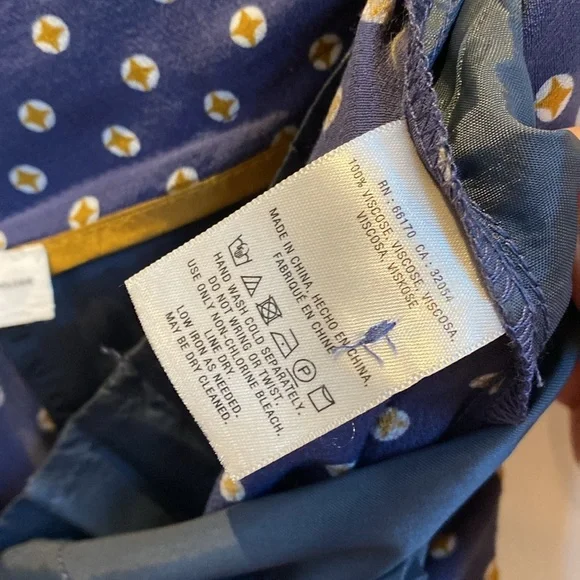 RN : 66170 CA : 32054
100% VISCOSE, VISCOSE, VISCOSA,
VISCOSA, VISKOSE
MADE IN CHINA, HECHO EN CHINA,
FABRIQUÉ EN CHINE
HAND WASH COLD SEPARATELY.
DO NOT WRING OR TWIST.
USE ONLY NON-CHLORINE BLEACH.
LINE DRY.
LOW IRON AS NEEDED.
MAY BE DRY CLEANED.